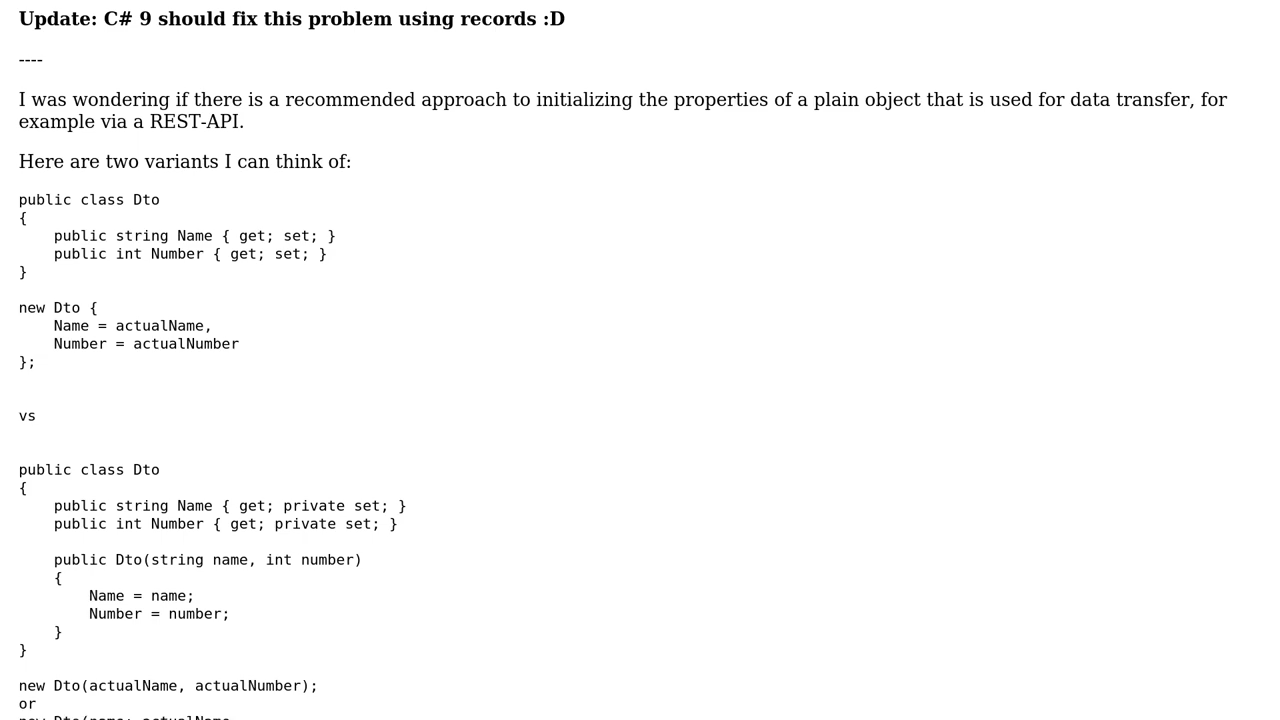 Update: C# 9 should fix this problem using records :D
----
I was wondering if there is a recommended approach to initializing the properties of a plain object that is used for data transfer, for
example via a REST-API.
Here are two variants I can think of:
public class Dto
{
    public string Name { get; set; }
    public int Number { get; set; }
}
new Dto {
    Name = actualName,
    Number = actualNumber
};
vs
public class Dto
{
    public string Name { get; private set; }
    public int Number { get; private set; }
    public Dto(string name, int number)
    {
        Name = name;
        Number = number;
    }
}
new Dto(actualName, actualNumber);
or
new Dto(name: actualName,